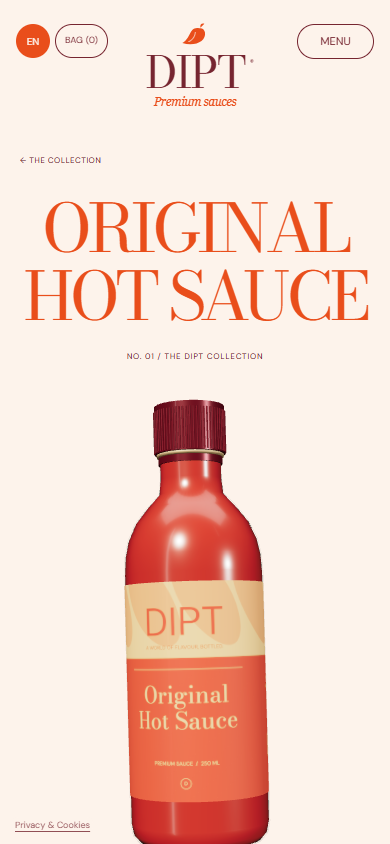 EN
BAG (0)
DIPT
Premium sauces
MENU
← THE COLLECTION
ORIGINAL
HOT SAUCE
NO. 01 / THE DIPT COLLECTION
DIPT
Original
Hot Sauce
PREMIUM SAUCE / 250 ML
Privacy & Cookies